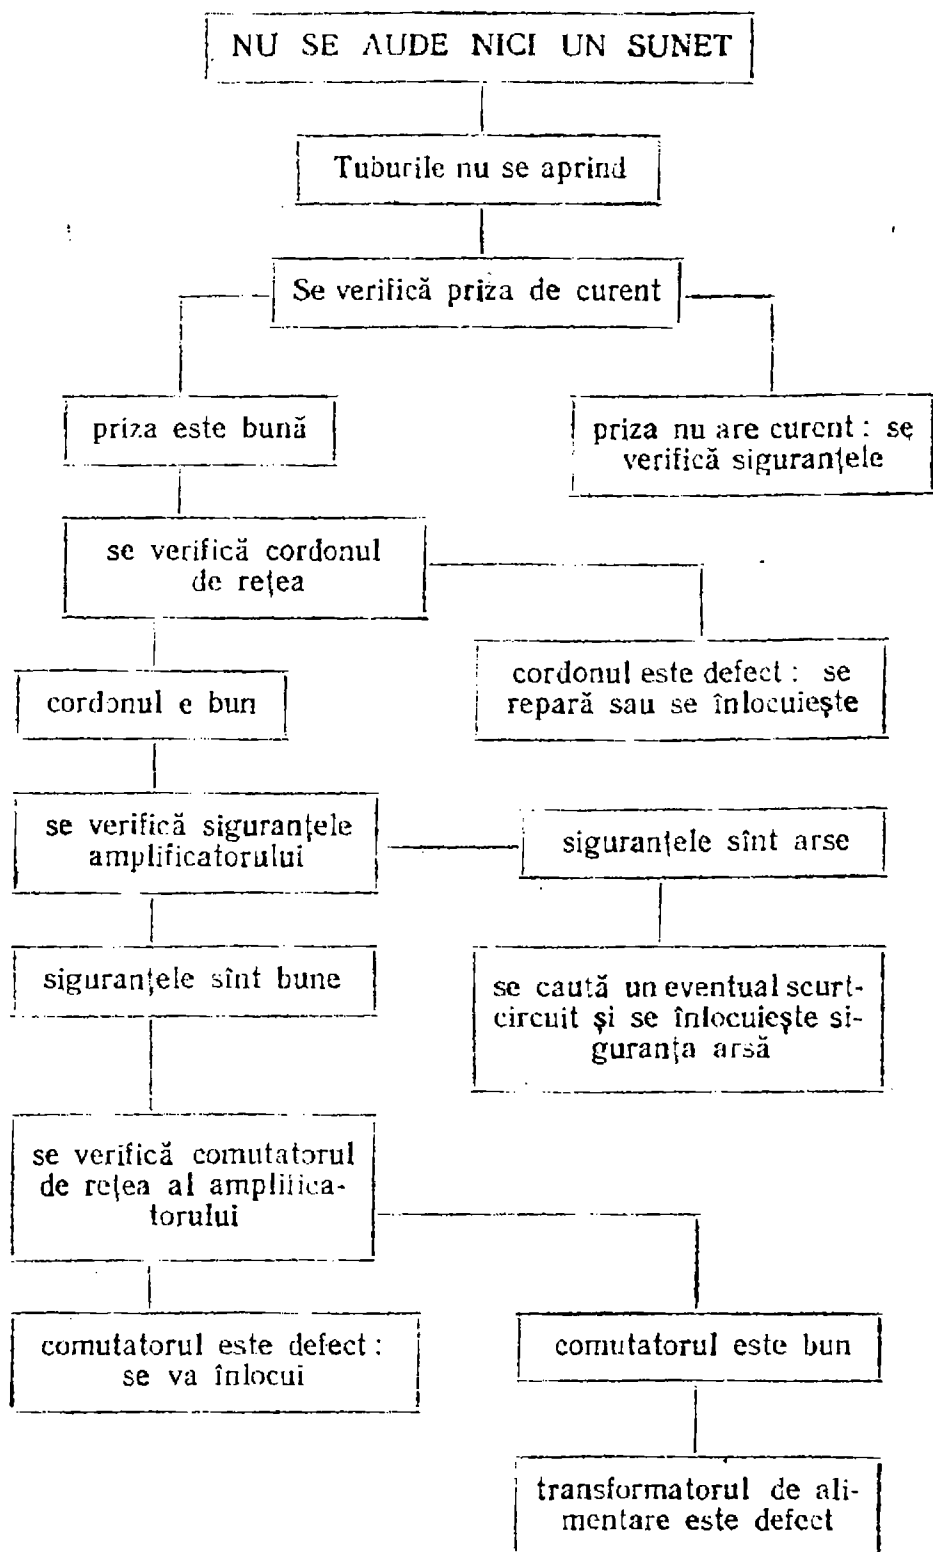 NU SE AUDE NICI UN SUNET
Tuburile nu se aprind
Se verifică priza de curent
priza este bună
priza nu are curent : se
verifică siguranțele
se verifică cordonul
de rețea
cordonul este defect : se
repară sau se înlocuiește
cordonul e bun
se verifică siguranțele
amplificatorului
siguranțele sînt arse
siguranțele sînt bune
se caută un eventual scurt-
circuit și se înlocuiește si-
guranța arsă
se verifică comutatorul
de rețea al amplifica-
torului
comutatorul este defect :
se va înlocui
comutatorul este bun
transformatorul de ali-
mentare este defect